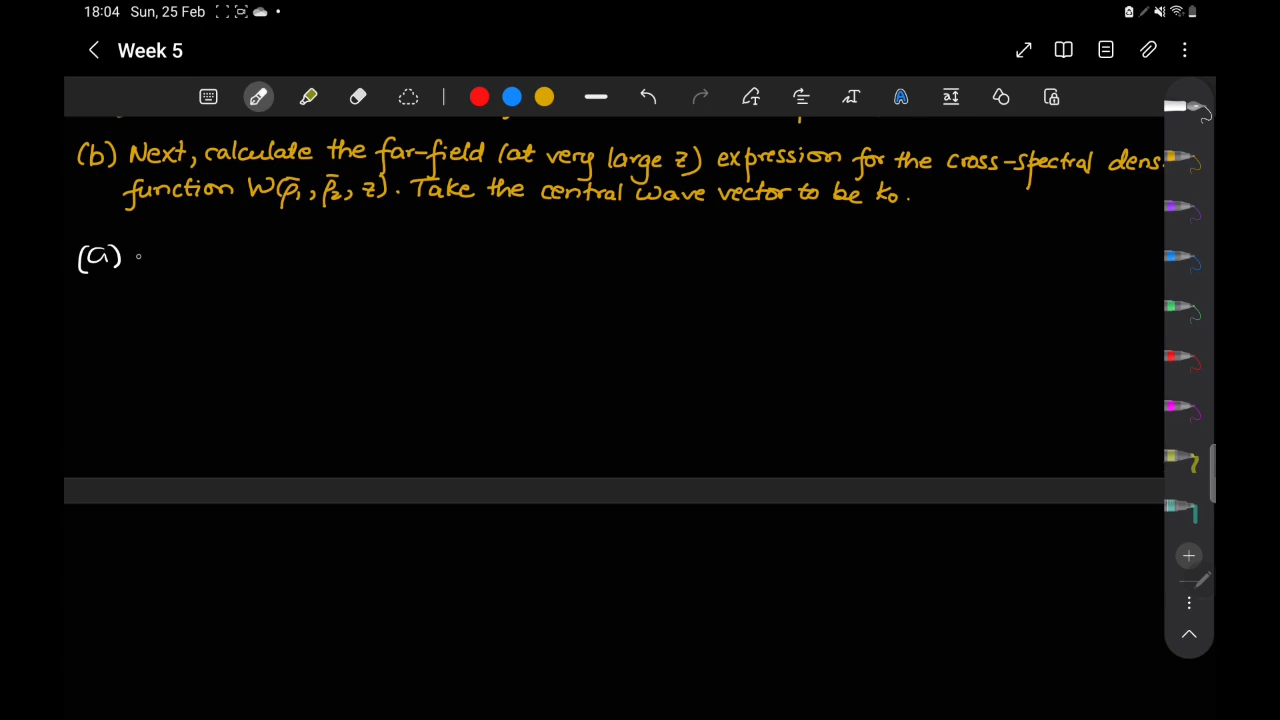 18:04 Sun, 25 Feb
Week 5
(b) Next, calculate the far-field (at very large z) expression for the cross-spectral dens
function W(ρ̄₁, ρ̄₂, z). Take the central wave vector to be k₀.
(a)